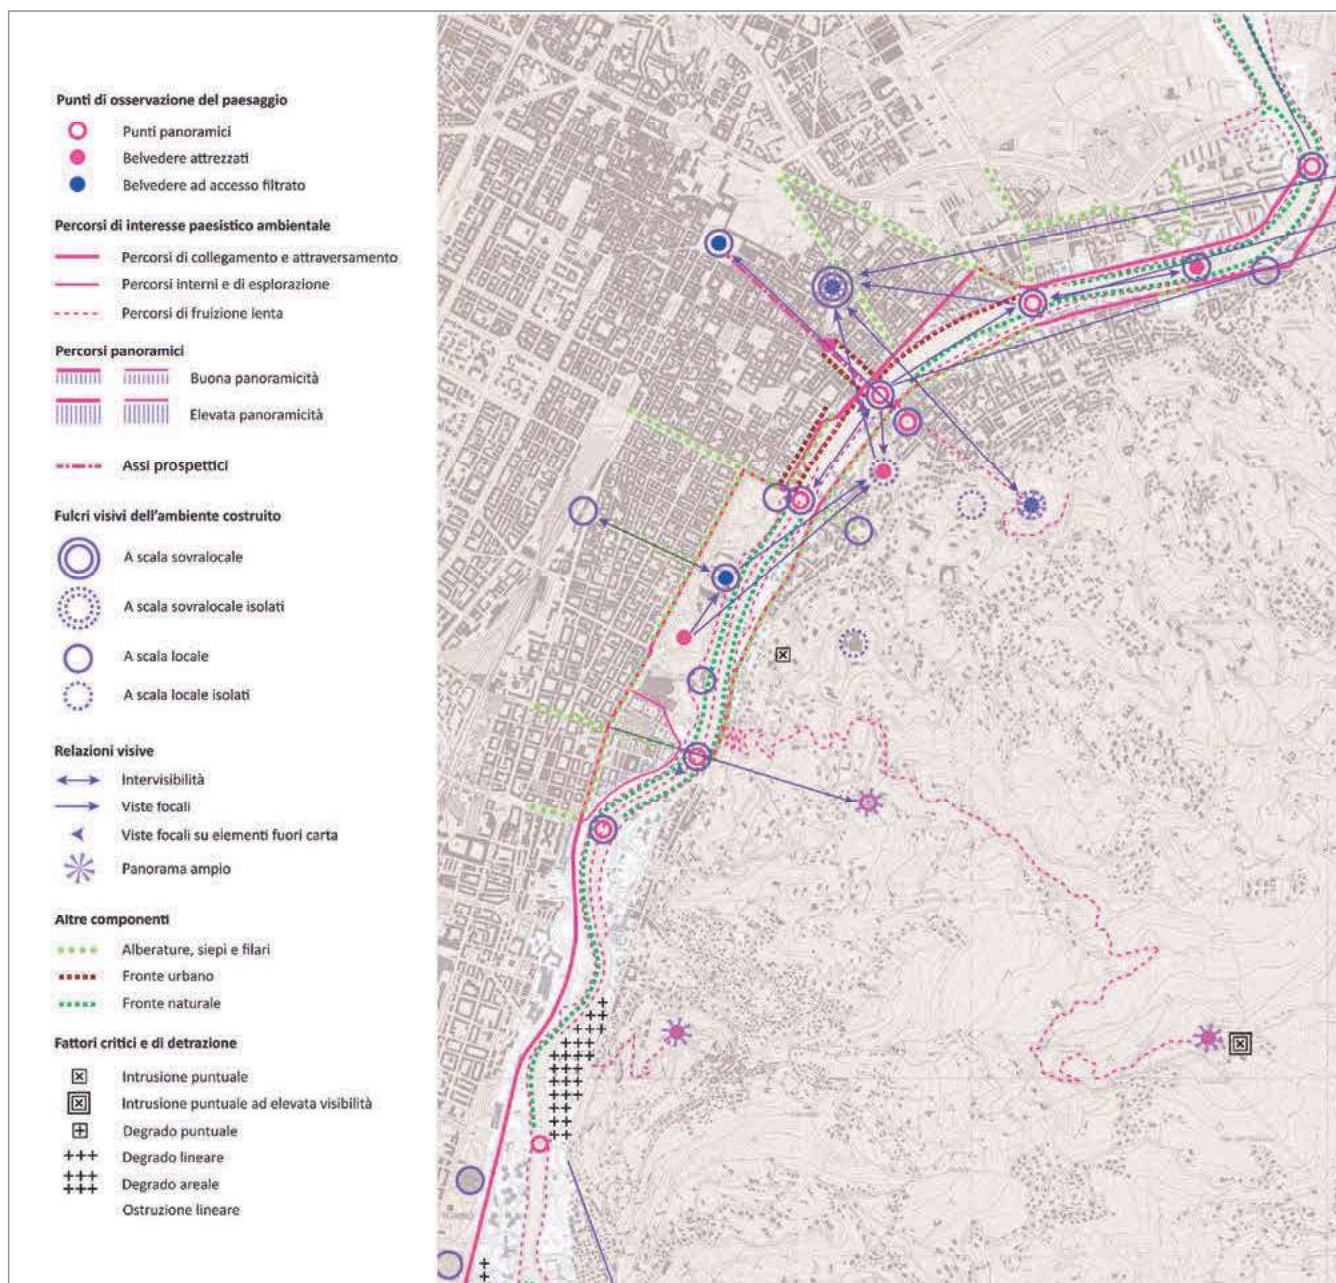 Punti di osservazione del paesaggio
Punti panoramici
Belvedere attrezzati
Belvedere ad accesso filtrato
Percorsi di interesse paesistico ambientale
Percorsi di collegamento e attraversamento
Percorsi interni e di esplorazione
Percorsi di fruizione lenta
Percorsi panoramici
Buona panoramicità
Elevata panoramicità
Assi prospettici
Fulcri visivi dell'ambiente costruito
A scala sovralocale
A scala sovralocale isolati
A scala locale
A scala locale isolati
Relazioni visive
Intervisibilità
Viste focali
Viste focali su elementi fuori carta
Panorama ampio
Altre componenti
Alberature, siepi e filari
Fronte urbano
Fronte naturale
Fattori critici e di detrazione
Intrusione puntuale
Intrusione puntuale ad elevata visibilità
Degrado puntuale
Degrado lineare
Degrado areale
Ostruzione lineare